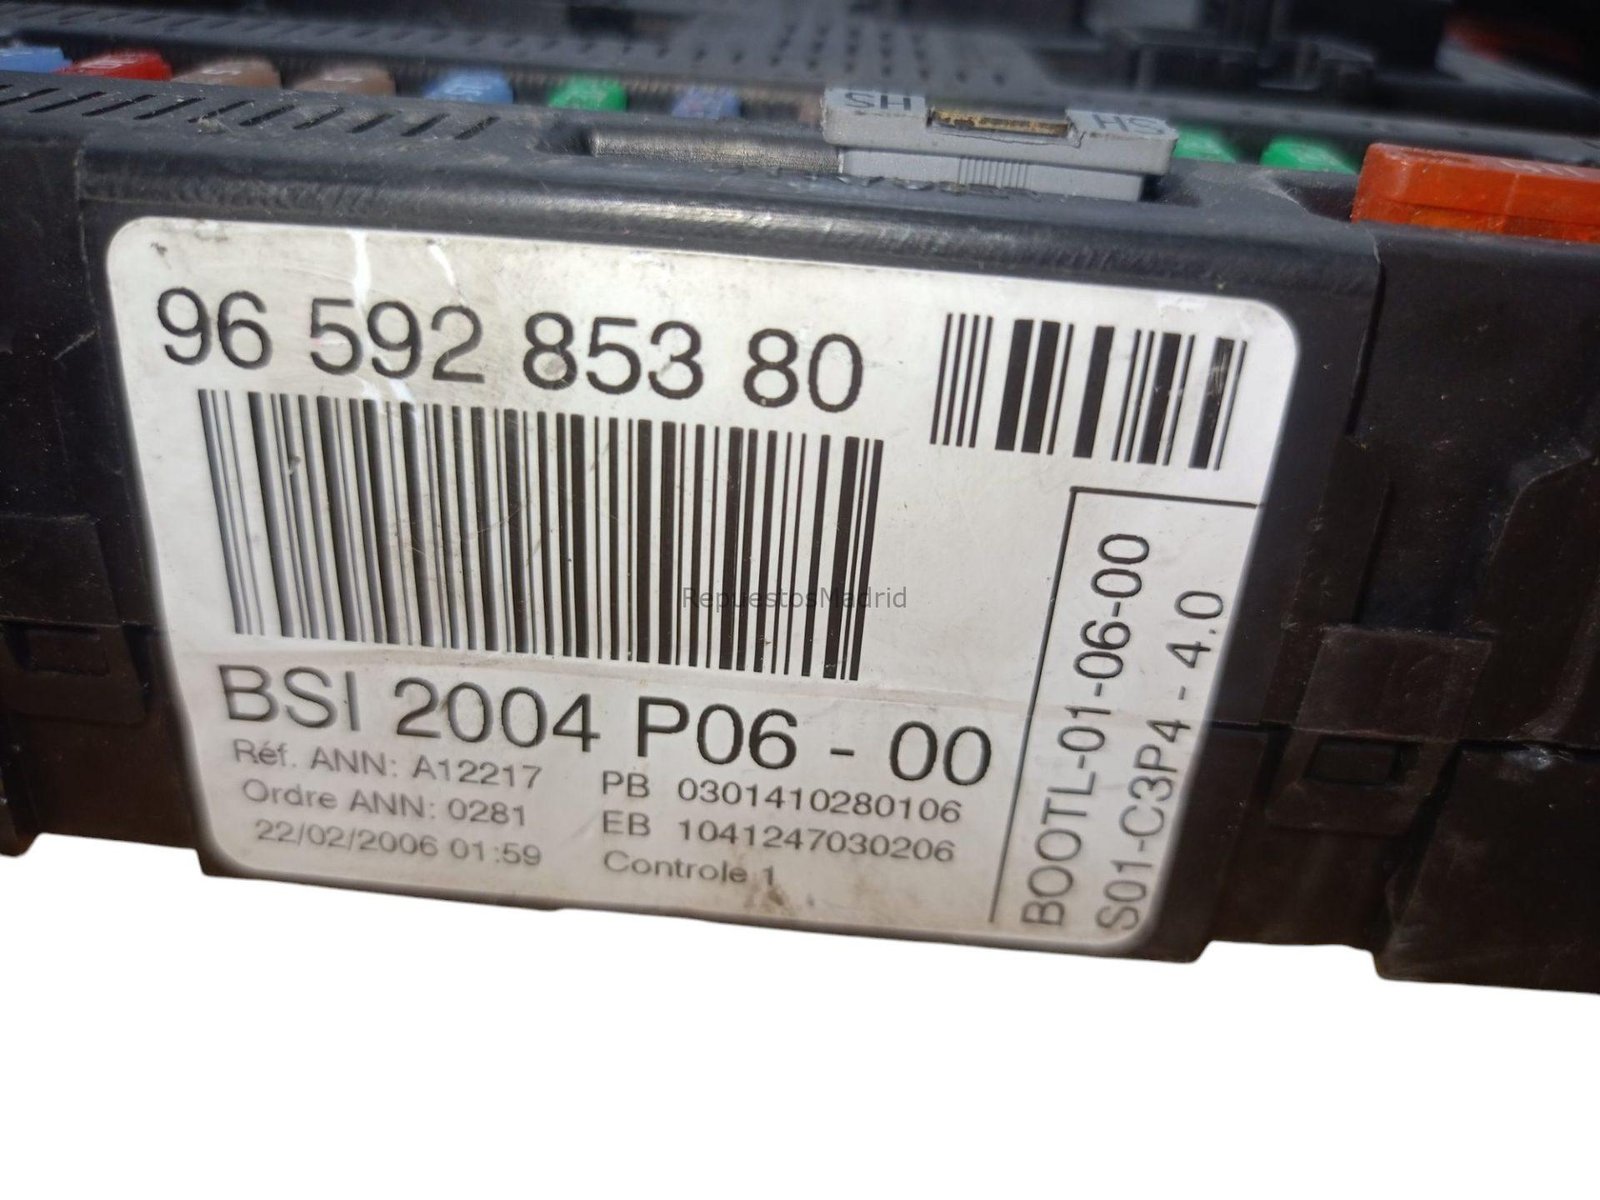 SH HS
96 592 853 80
BSI 2004 P06 - 00
Réf. ANN: A12217
Ordre ANN: 0281
22/02/2006 01:59
PB 0301410280106
EB 1041247030206
Controle 1
BOOTL-01-06-00
S01-C3P4 - 4.0
RepuestosMadrid